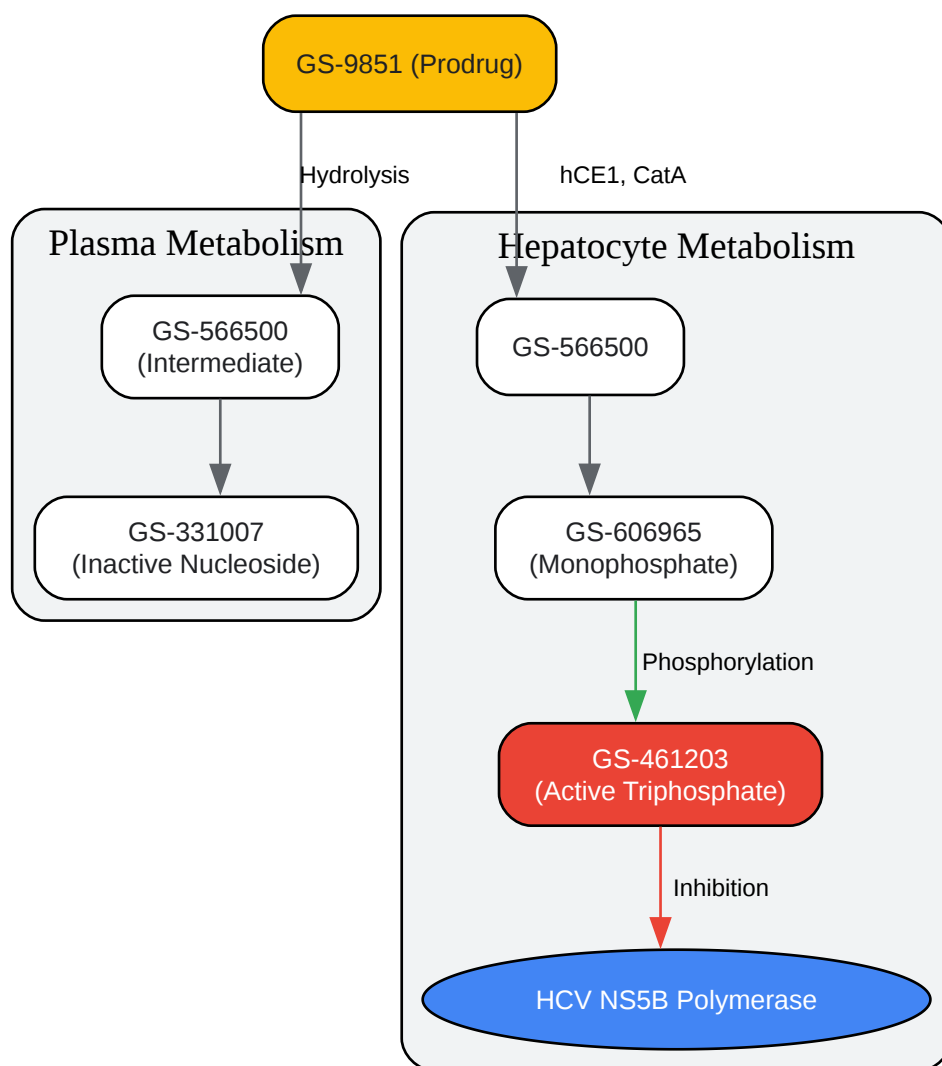 GS-9851 (Prodrug)
Hydrolysis
hCE1, CatA
Plasma Metabolism
GS-566500
(Intermediate)
GS-331007
(Inactive Nucleoside)
Hepatocyte Metabolism
GS-566500
GS-606965
(Monophosphate)
Phosphorylation
GS-461203
(Active Triphosphate)
Inhibition
HCV NS5B Polymerase